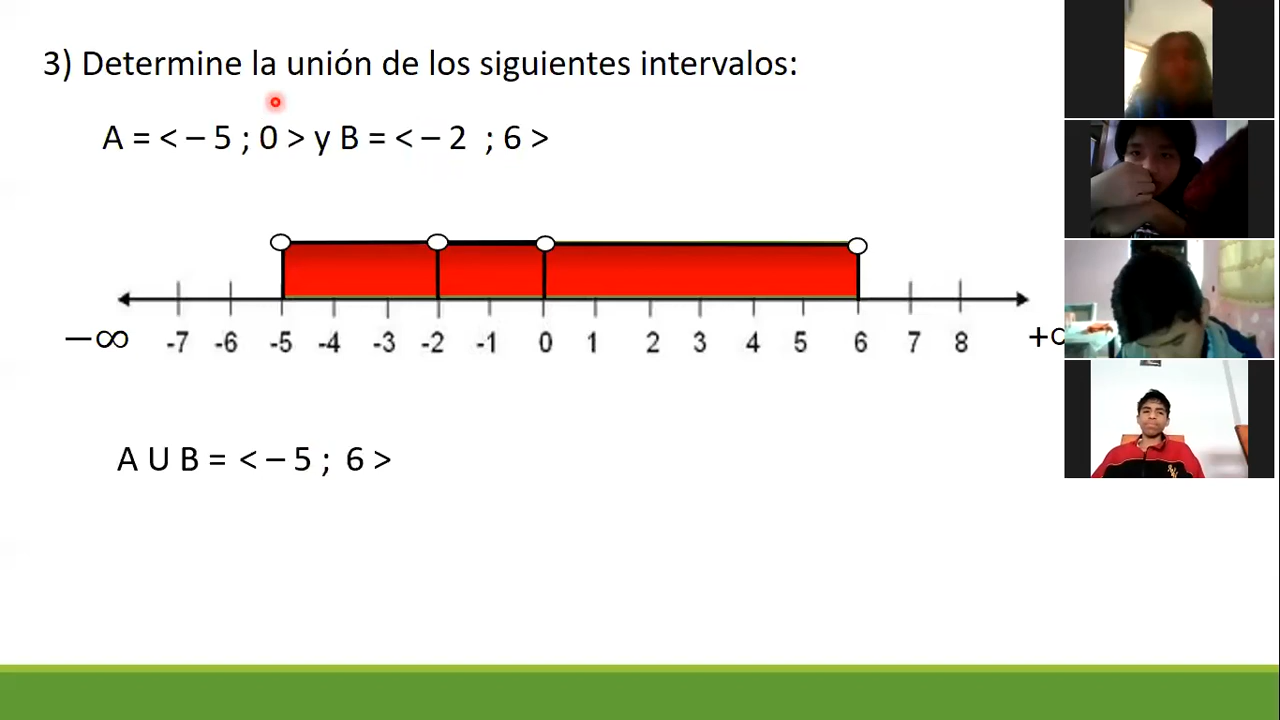 3) Determine la unión de los siguientes intervalos:
A = < – 5 ; 0 > y B = < – 2 ; 6 >
-7 -6 -5 -4 -3 -2 -1 0 1 2 3 4 5 6 7 8
–∞ +
A U B = < – 5 ; 6 >